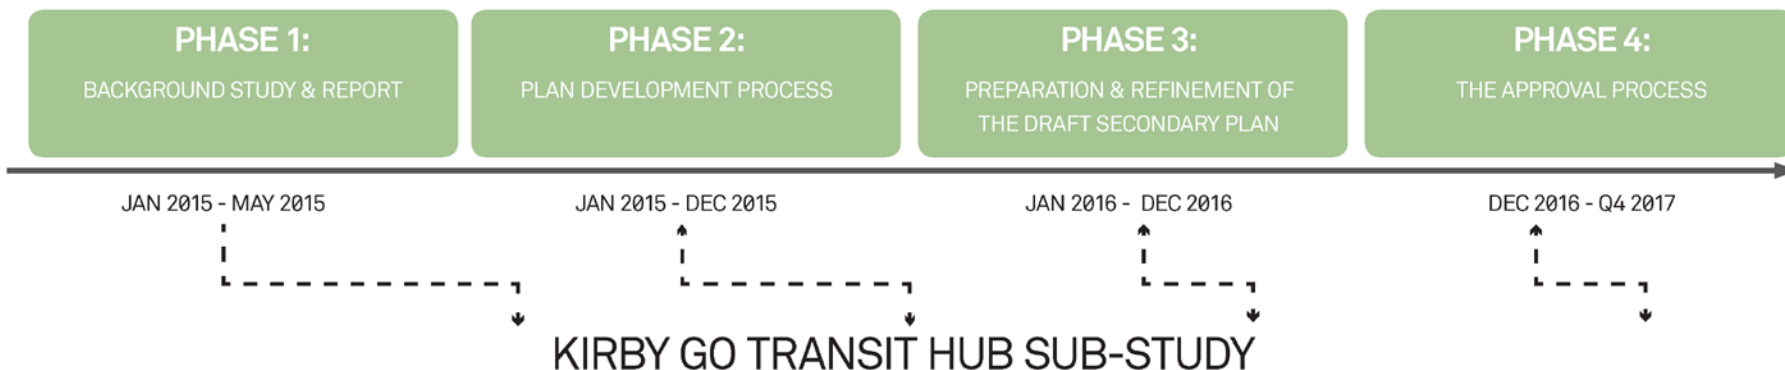 PHASE 1:
BACKGROUND STUDY & REPORT
PHASE 2:
PLAN DEVELOPMENT PROCESS
PHASE 3:
PREPARATION & REFINEMENT OF
THE DRAFT SECONDARY PLAN
PHASE 4:
THE APPROVAL PROCESS
JAN 2015 - MAY 2015
JAN 2015 - DEC 2015
JAN 2016 - DEC 2016
DEC 2016 - Q4 2017
KIRBY GO TRANSIT HUB SUB-STUDY